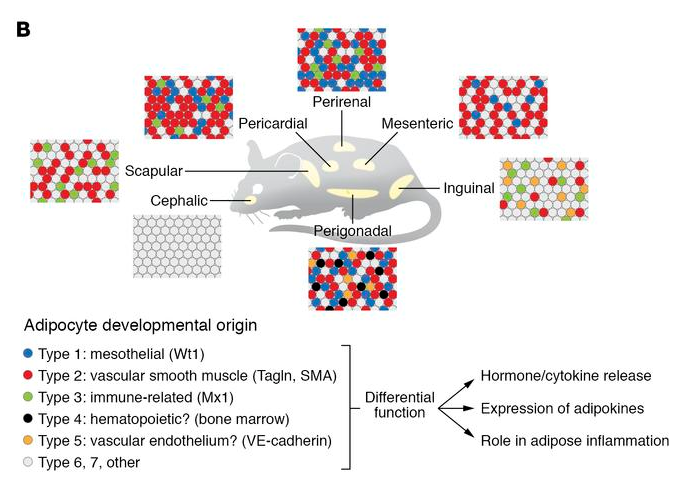 B
Perirenal
Pericardial
Mesenteric
Scapular
Inguinal
Cephalic
Perigonadal
Adipocyte developmental origin
Type 1: mesothelial (Wt1)
Type 2: vascular smooth muscle (Tagln, SMA)
Type 3: immune-related (Mx1)
Type 4: hematopoietic? (bone marrow)
Type 5: vascular endothelium? (VE-cadherin)
Type 6, 7, other
Differential
function
Hormone/cytokine release
Expression of adipokines
Role in adipose inflammation